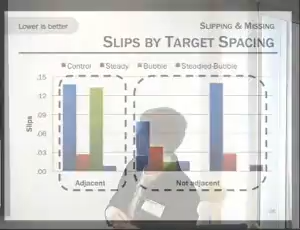 Lower is better
SLIPPING & MISSING
SLIPS BY TARGET SPACING
Control Steady Bubble Steadied-Bubble
.15
.12
.09
.06
.03
.00
Slips
Adjacent
Not adjacent